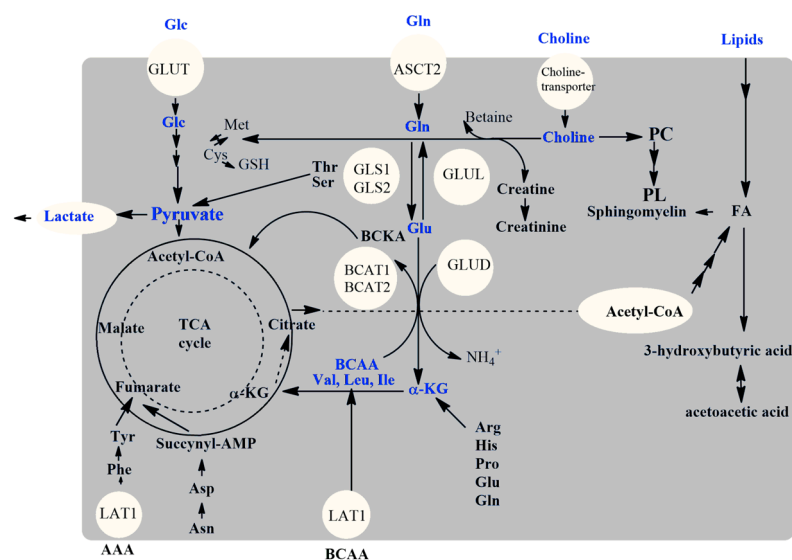 Glc
Gln
Choline
Lipids
GLUT
ASCT2
Choline-
transporter
Glc
Met
Cys
GSH
Gln
Betaine
Choline
PC
PL
Sphingomyelin
FA
Thr
Ser
GLS1
GLS2
GLUL
Creatine
Creatinine
Lactate
Pyruvate
Glu
BCKA
Acetyl-CoA
BCAT1
BCAT2
GLUD
Acetyl-CoA
Malate
TCA
cycle
Citrate
NH₄⁺
3-hydroxybutyric acid
Fumarate
α-KG
BCAA
Val, Leu, Ile
α-KG
acetoacetic acid
Tyr
Succynyl-AMP
Arg
His
Pro
Glu
Gln
Phe
Asp
Asn
LAT1
LAT1
AAA
BCAA